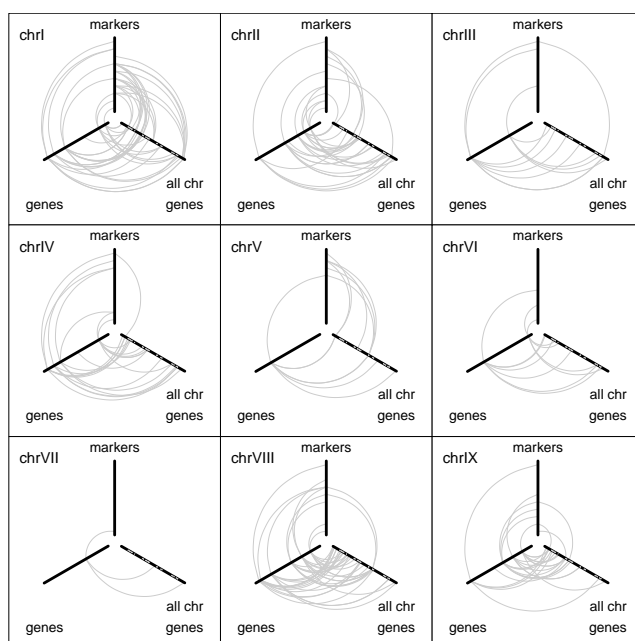 chrI
markers
genes
all chr
genes
chrII
markers
genes
all chr
genes
chrIII
markers
genes
all chr
genes
chrIV
markers
genes
all chr
genes
chrV
markers
genes
all chr
genes
chrVI
markers
genes
all chr
genes
chrVII
markers
genes
all chr
genes
chrVIII
markers
genes
all chr
genes
chrIX
markers
genes
all chr
genes